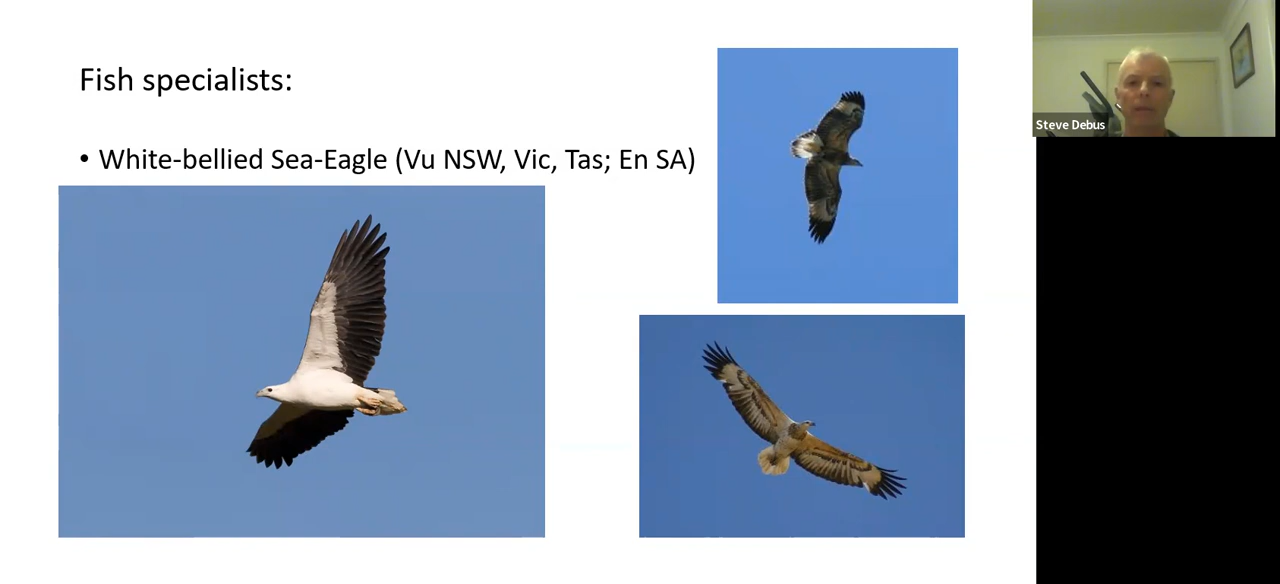 Fish specialists:
• White-bellied Sea-Eagle (Vu NSW, Vic, Tas; En SA)
Steve Debus